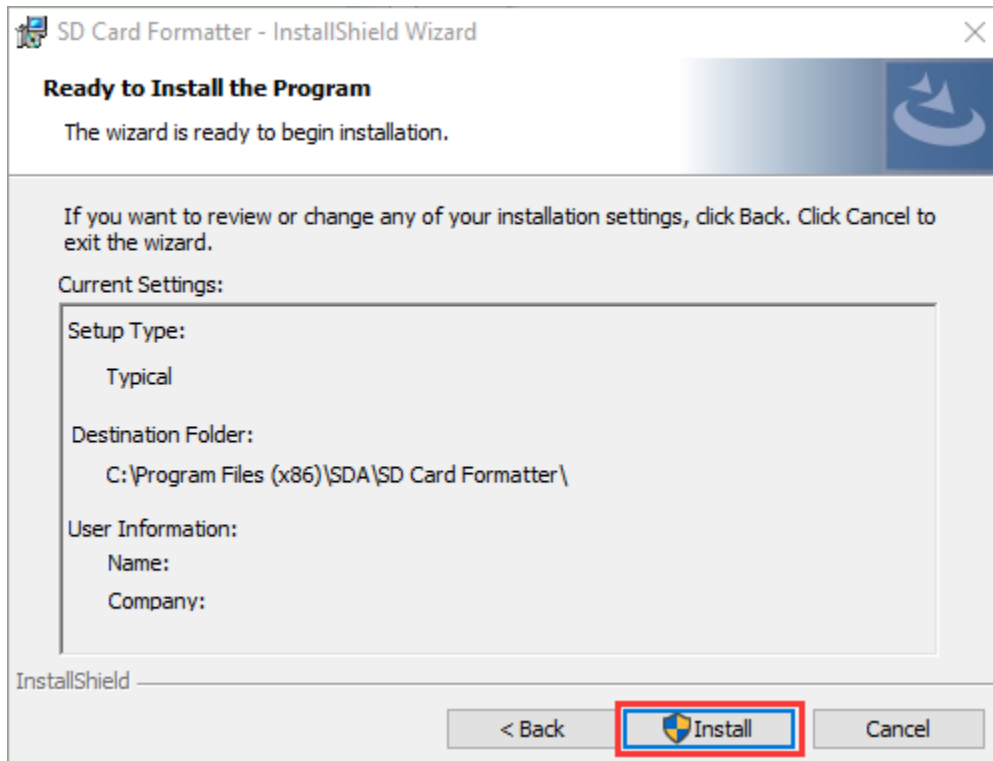 SD Card Formatter - InstallShield Wizard
Ready to Install the Program
The wizard is ready to begin installation.
If you want to review or change any of your installation settings, click Back. Click Cancel to
exit the wizard.
Current Settings:
Setup Type:
Typical
Destination Folder:
C:\Program Files (x86)\SDA\SD Card Formatter\
User Information:
Name:
Company:
InstallShield
< Back
Install
Cancel